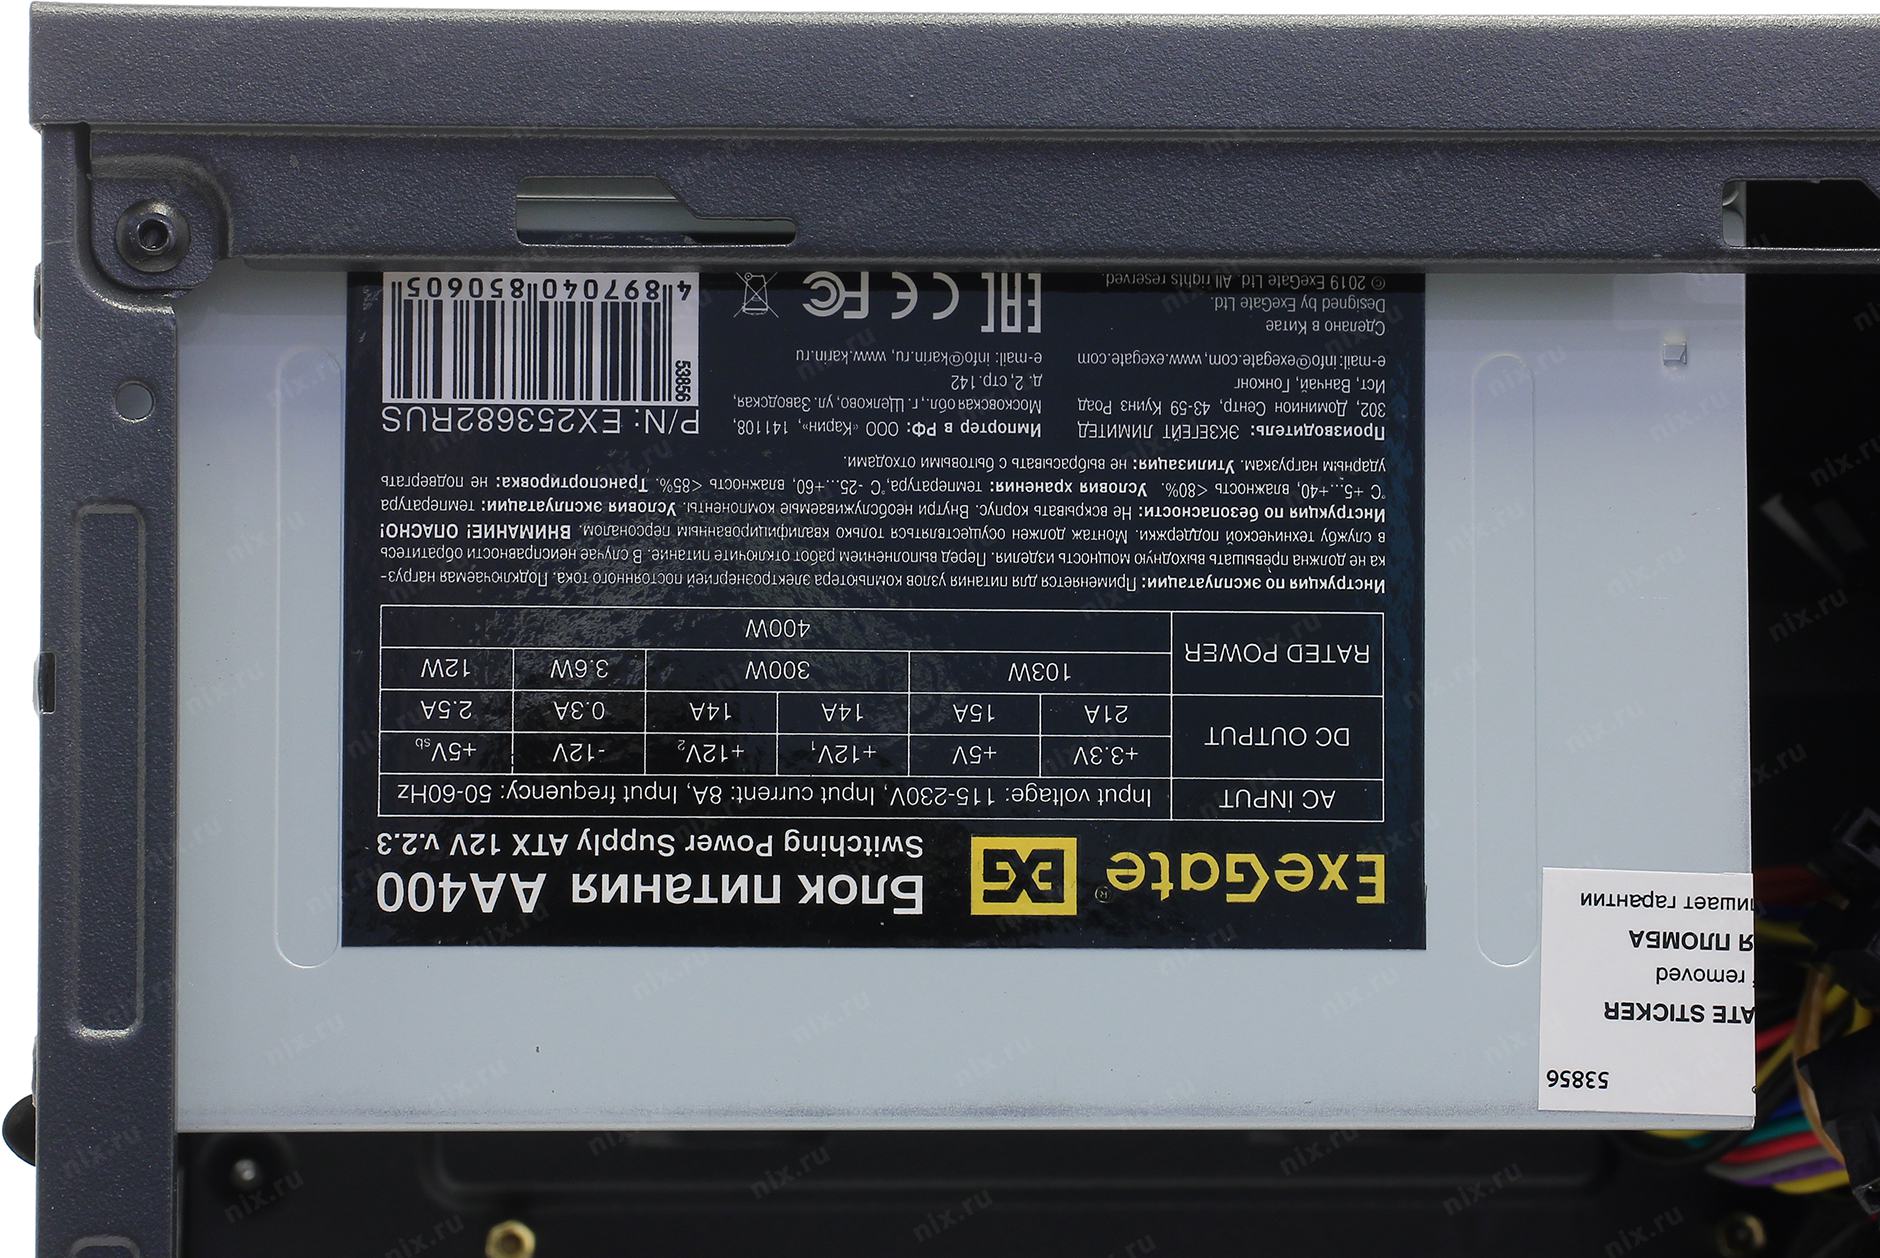 ExeGate®
Блок питания AA400
Switching Power Supply ATX 12V v.2.3
AC INPUT Input voltage: 115-230V, Input current: 8A, Input frequency: 50-60Hz
DC OUTPUT +3.3V +5V +12V₁ +12V₂ -12V +5Vsb
21A 15A 14A 14A 0.3A 2.5A
RATED POWER 103W 300W 3.6W 12W
400W
Инструкция по эксплуатации: Применяется для питания узлов компьютера электроэнергией постоянного тока. Подключаемая нагруз-
ка не должна превышать выходную мощность изделия. Перед выполнением работ отключите питание. В случае неисправности обратитесь
в службу технической поддержки. Монтаж должен осуществляться только квалифицированным персоналом. ВНИМАНИЕ! ОПАСНО!
Инструкция по безопасности: Не вскрывать корпус. Внутри необслуживаемые компоненты. Условия эксплуатации: температура
°C +5...+40, влажность <80%. Условия хранения: температура,°C -25...+60, влажность <85%. Транспортировка: не подвергать
ударным нагрузкам. Утилизация: не выбрасывать с бытовыми отходами.
Производитель: ЭКЗЕГЕЙТ ЛИМИТЕД
302, Доминион Сентр, 43-59 Куинз Роад
Ист, Ванчай, Гонконг
e-mail:info@exegate.com, www.exegate.com
Сделано в Китае
Designed by ExeGate Ltd.
© 2019 ExeGate Ltd, All rights reserved.
Импортер в РФ: ООО «Карин», 141108,
Московская обл., г. Щелково, ул. Заводская,
д. 2, стр.142
e-mail: info@karin.ru, www.karin.ru
EAC CE FC
P/N: EX253682RUS
53856
4 897040 850605
53856
ATE STICKER
removed
Я ПЛОМБА
лишает гарантии
nix.ru